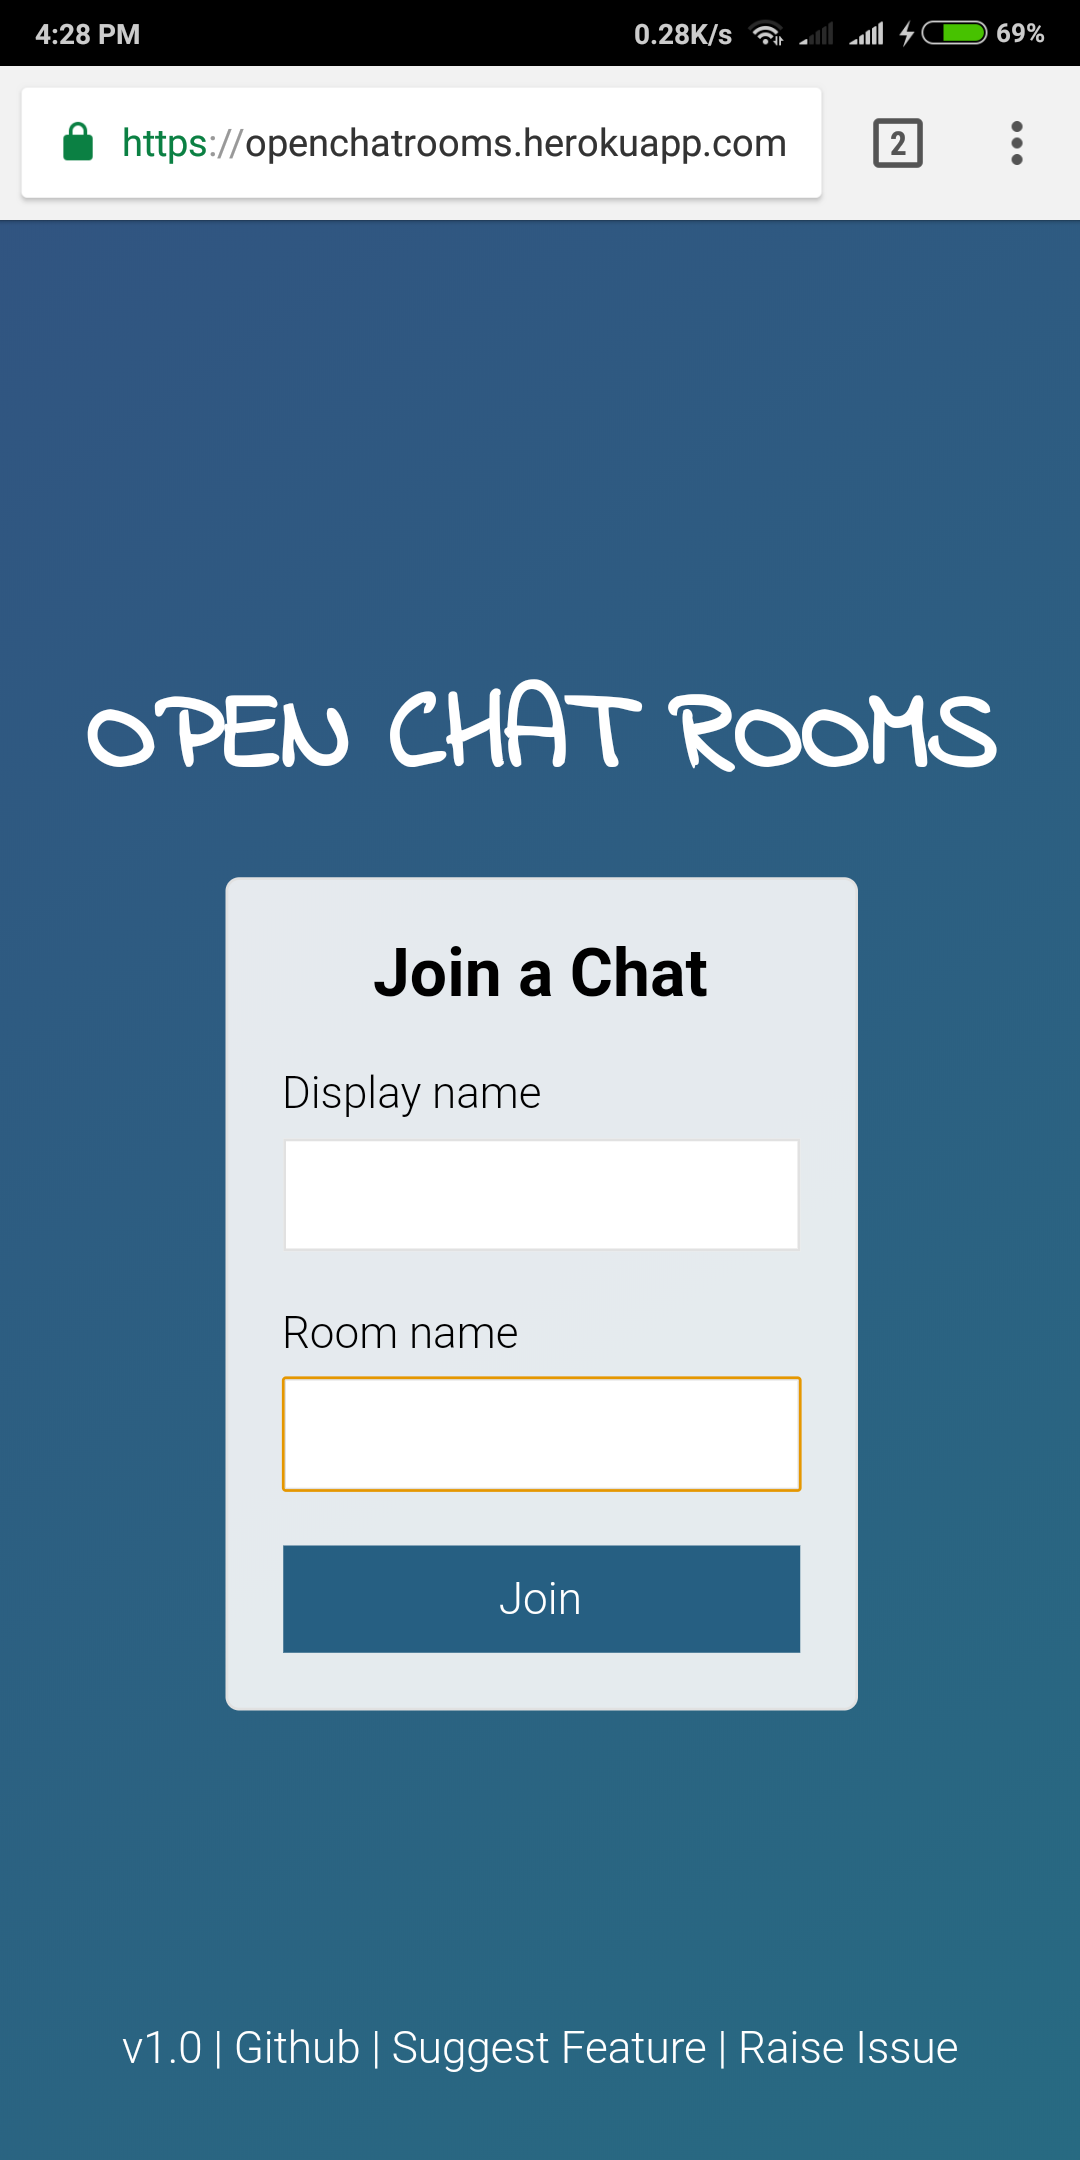 4:28 PM 0.28K/s 69%
https://openchatrooms.herokuapp.com 2
OPEN CHAT ROOMS
Join a Chat
Display name
Room name
Join
v1.0 | Github | Suggest Feature | Raise Issue